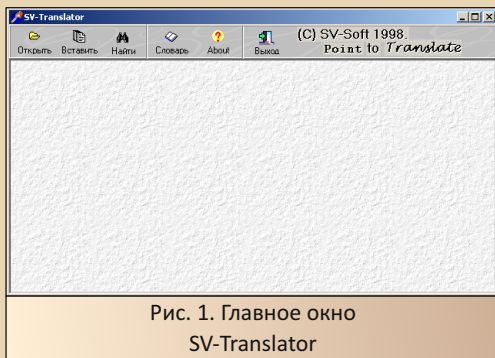 SV-Translator
(C) SV-Soft 1998.
Point to Translate
Открыть Вставить Найти Словарь About Выход
Рис. 1. Главное окно
SV-Translator